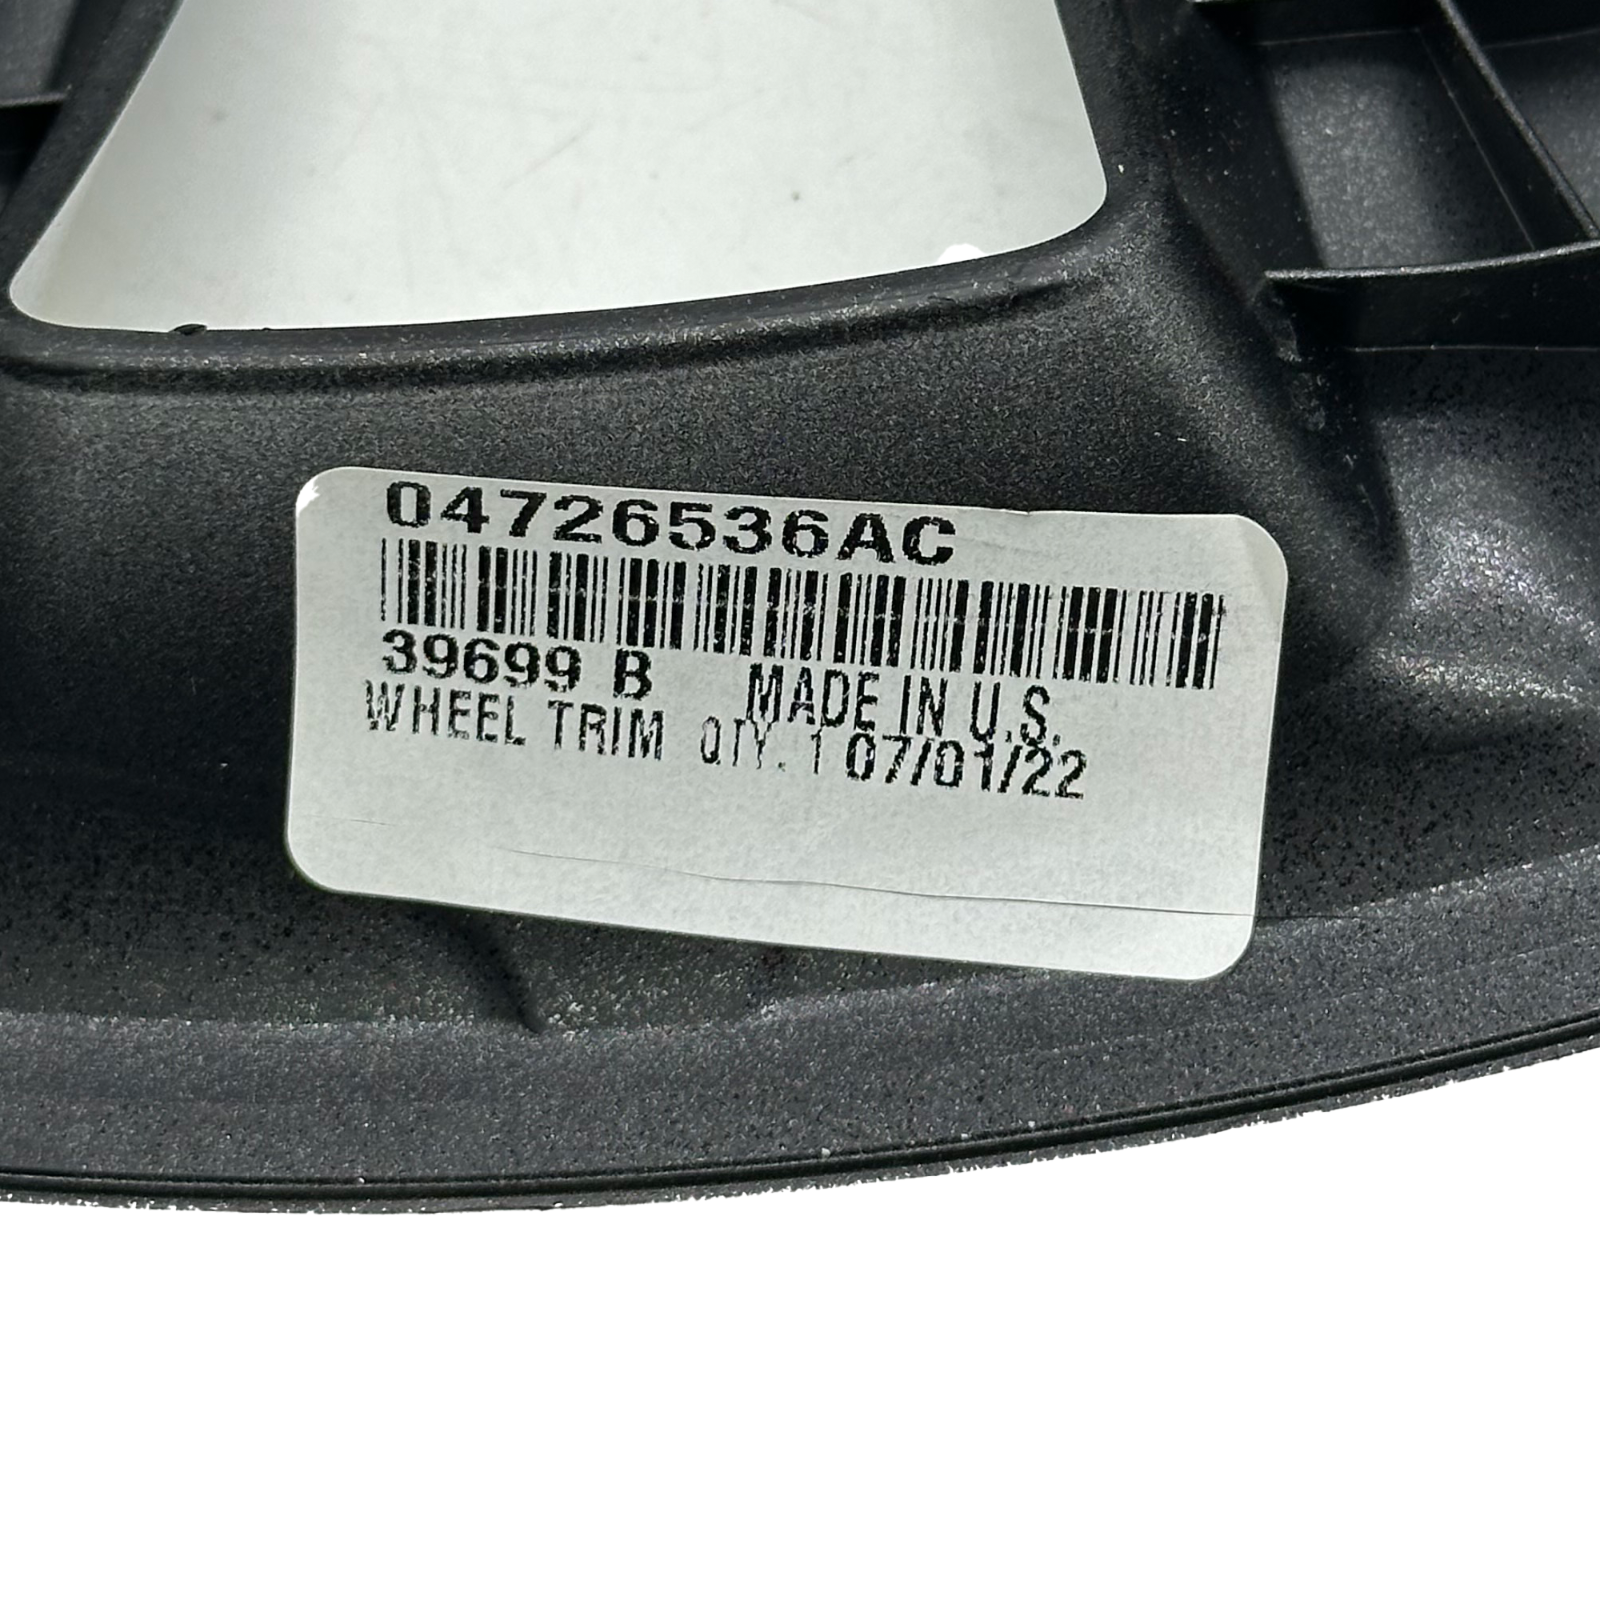 04726536AC
39699 B MADE IN U.S.
WHEEL TRIM QTY. 1 07/01/22